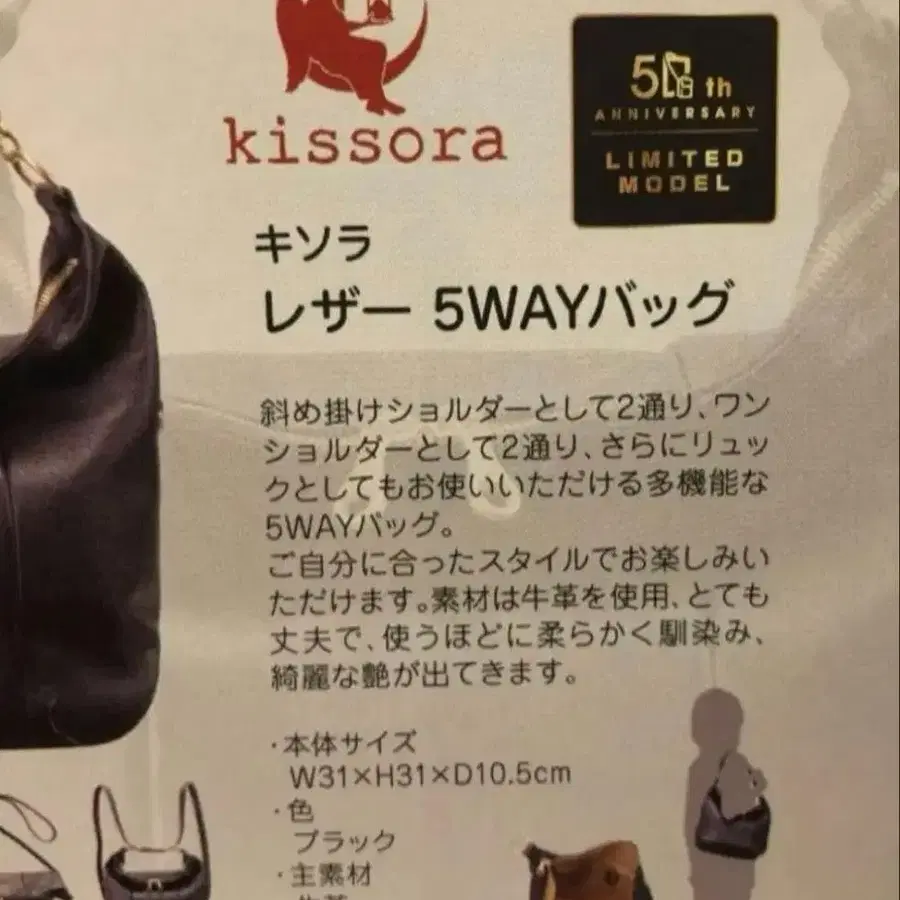 kissora
50th
ANNIVERSARY
LIMITED
MODEL
キソラ
レザー 5WAYバッグ
斜め掛けショルダーとして2通り、ワン
ショルダーとして2通り、さらにリュッ
クとしてもお使いいただける多機能な
5WAYバッグ。
ご自分に合ったスタイルでお楽しみい
ただけます。素材は牛革を使用、とても
丈夫で、使うほどに柔らかく馴染み、
綺麗な艶が出てきます。
・本体サイズ
W31×H31×D10.5cm
・色
ブラック
・主素材
牛革